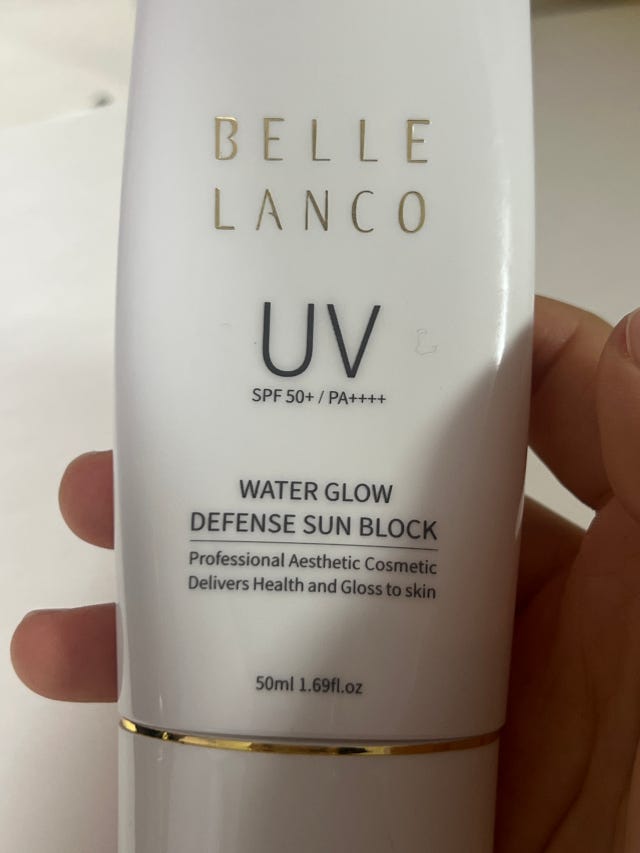 BELLE
LANCO
UV
SPF 50+ / PA++++
WATER GLOW
DEFENSE SUN BLOCK
Professional Aesthetic Cosmetic
Delivers Health and Gloss to skin
50ml 1.69fl.oz